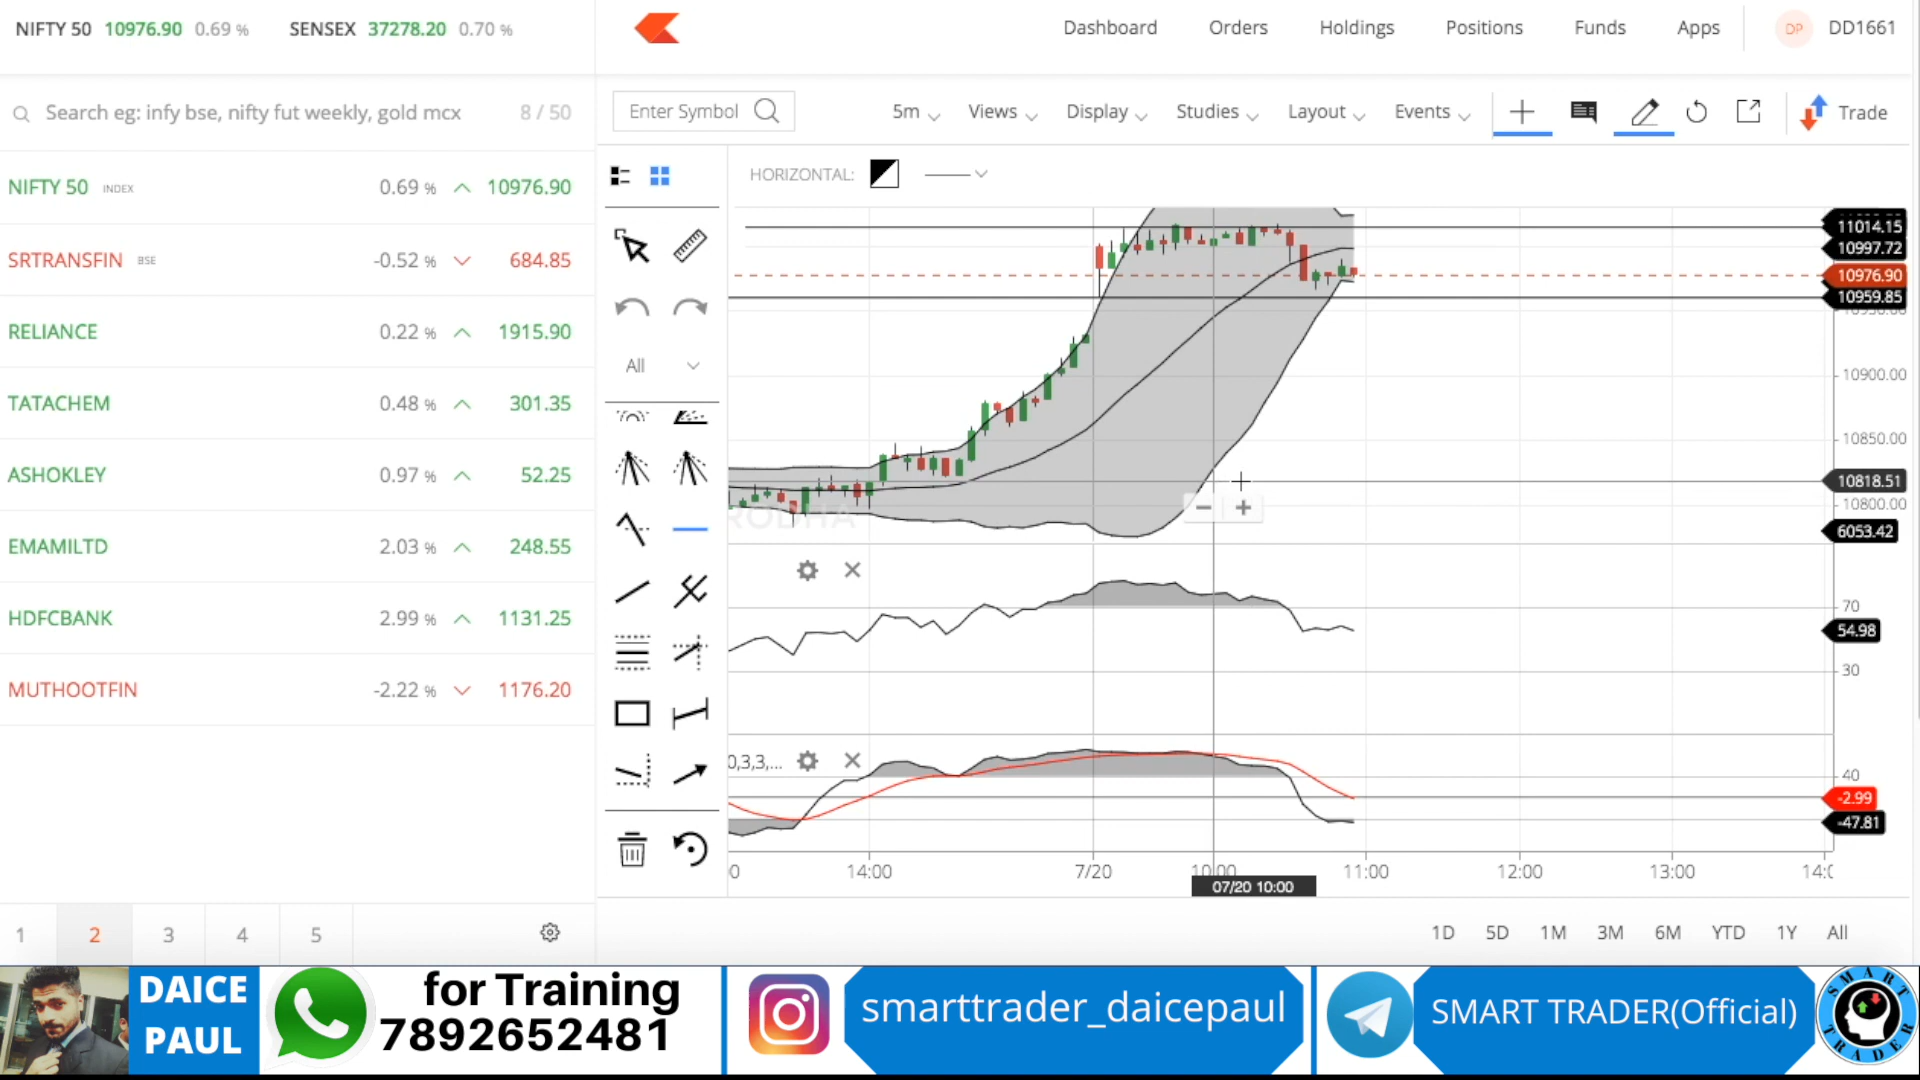 NIFTY 50 10976.90 0.69 % SENSEX 37278.20 0.70 %
Dashboard Orders Holdings Positions Funds Apps DP DD1661
Search eg: infy bse, nifty fut weekly, gold mcx 8 / 50
Enter Symbol 5m Views Display Studies Layout Events Trade
NIFTY 50 INDEX 0.69 % 10976.90
SRTRANSFIN BSE -0.52 % 684.85
RELIANCE 0.22 % 1915.90
TATACHEM 0.48 % 301.35
ASHOKLEY 0.97 % 52.25
EMAMILTD 2.03 % 248.55
HDFCBANK 2.99 % 1131.25
MUTHOOTFIN -2.22 % 1176.20
1 2 3 4 5
HORIZONTAL:
All
11014.15
10997.72
10976.90
10959.85
10900.00
10850.00
10818.51
10800.00
6053.42
70
54.98
30
0,3,3,...
40
-2.99
-47.81
14:00 7/20 10:00 11:00 12:00 13:00
07/20 10:00
1D 5D 1M 3M 6M YTD 1Y All
DAICE
PAUL
for Training
7892652481
smarttrader_daicepaul
SMART TRADER(Official)
SMART
TRADER